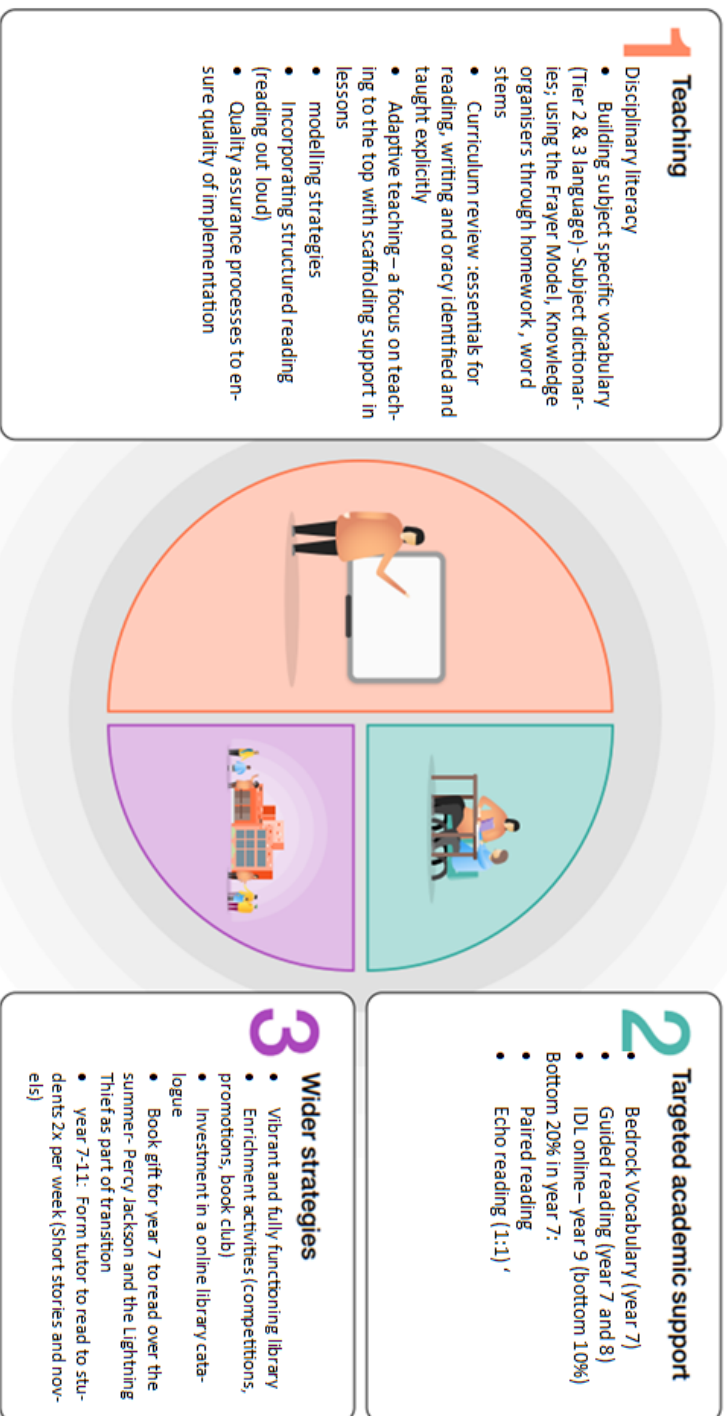 1
Teaching
Disciplinary literacy
• Building subject specific vocabulary
(Tier 2 & 3 language)- Subject dictionar-
ies; using the Frayer Model, Knowledge
organisers through homework , word
stems
• Curriculum review :essentials for
reading, writing and oracy identified and
taught explicitly
• Adaptive teaching– a focus on teach-
ing to the top with scaffolding support in
lessons
• modelling strategies
• Incorporating structured reading
(reading out loud)
• Quality assurance processes to en-
sure quality of implementation
2
Targeted academic support
• Bedrock Vocabulary (year 7)
• Guided reading (year 7 and 8)
• IDL online– year 9 (bottom 10%)
Bottom 20% in year 7:
• Paired reading
• Echo reading (1:1) ‘
3
Wider strategies
• Vibrant and fully functioning library
• Enrichment activities (competitions,
promotions, book club)
• Investment in a online library cata-
logue
• Book gift for year 7 to read over the
summer- Percy Jackson and the Lightning
Thief as part of transition
• year 7-11: Form tutor to read to stu-
dents 2x per week (Short stories and nov-
els)